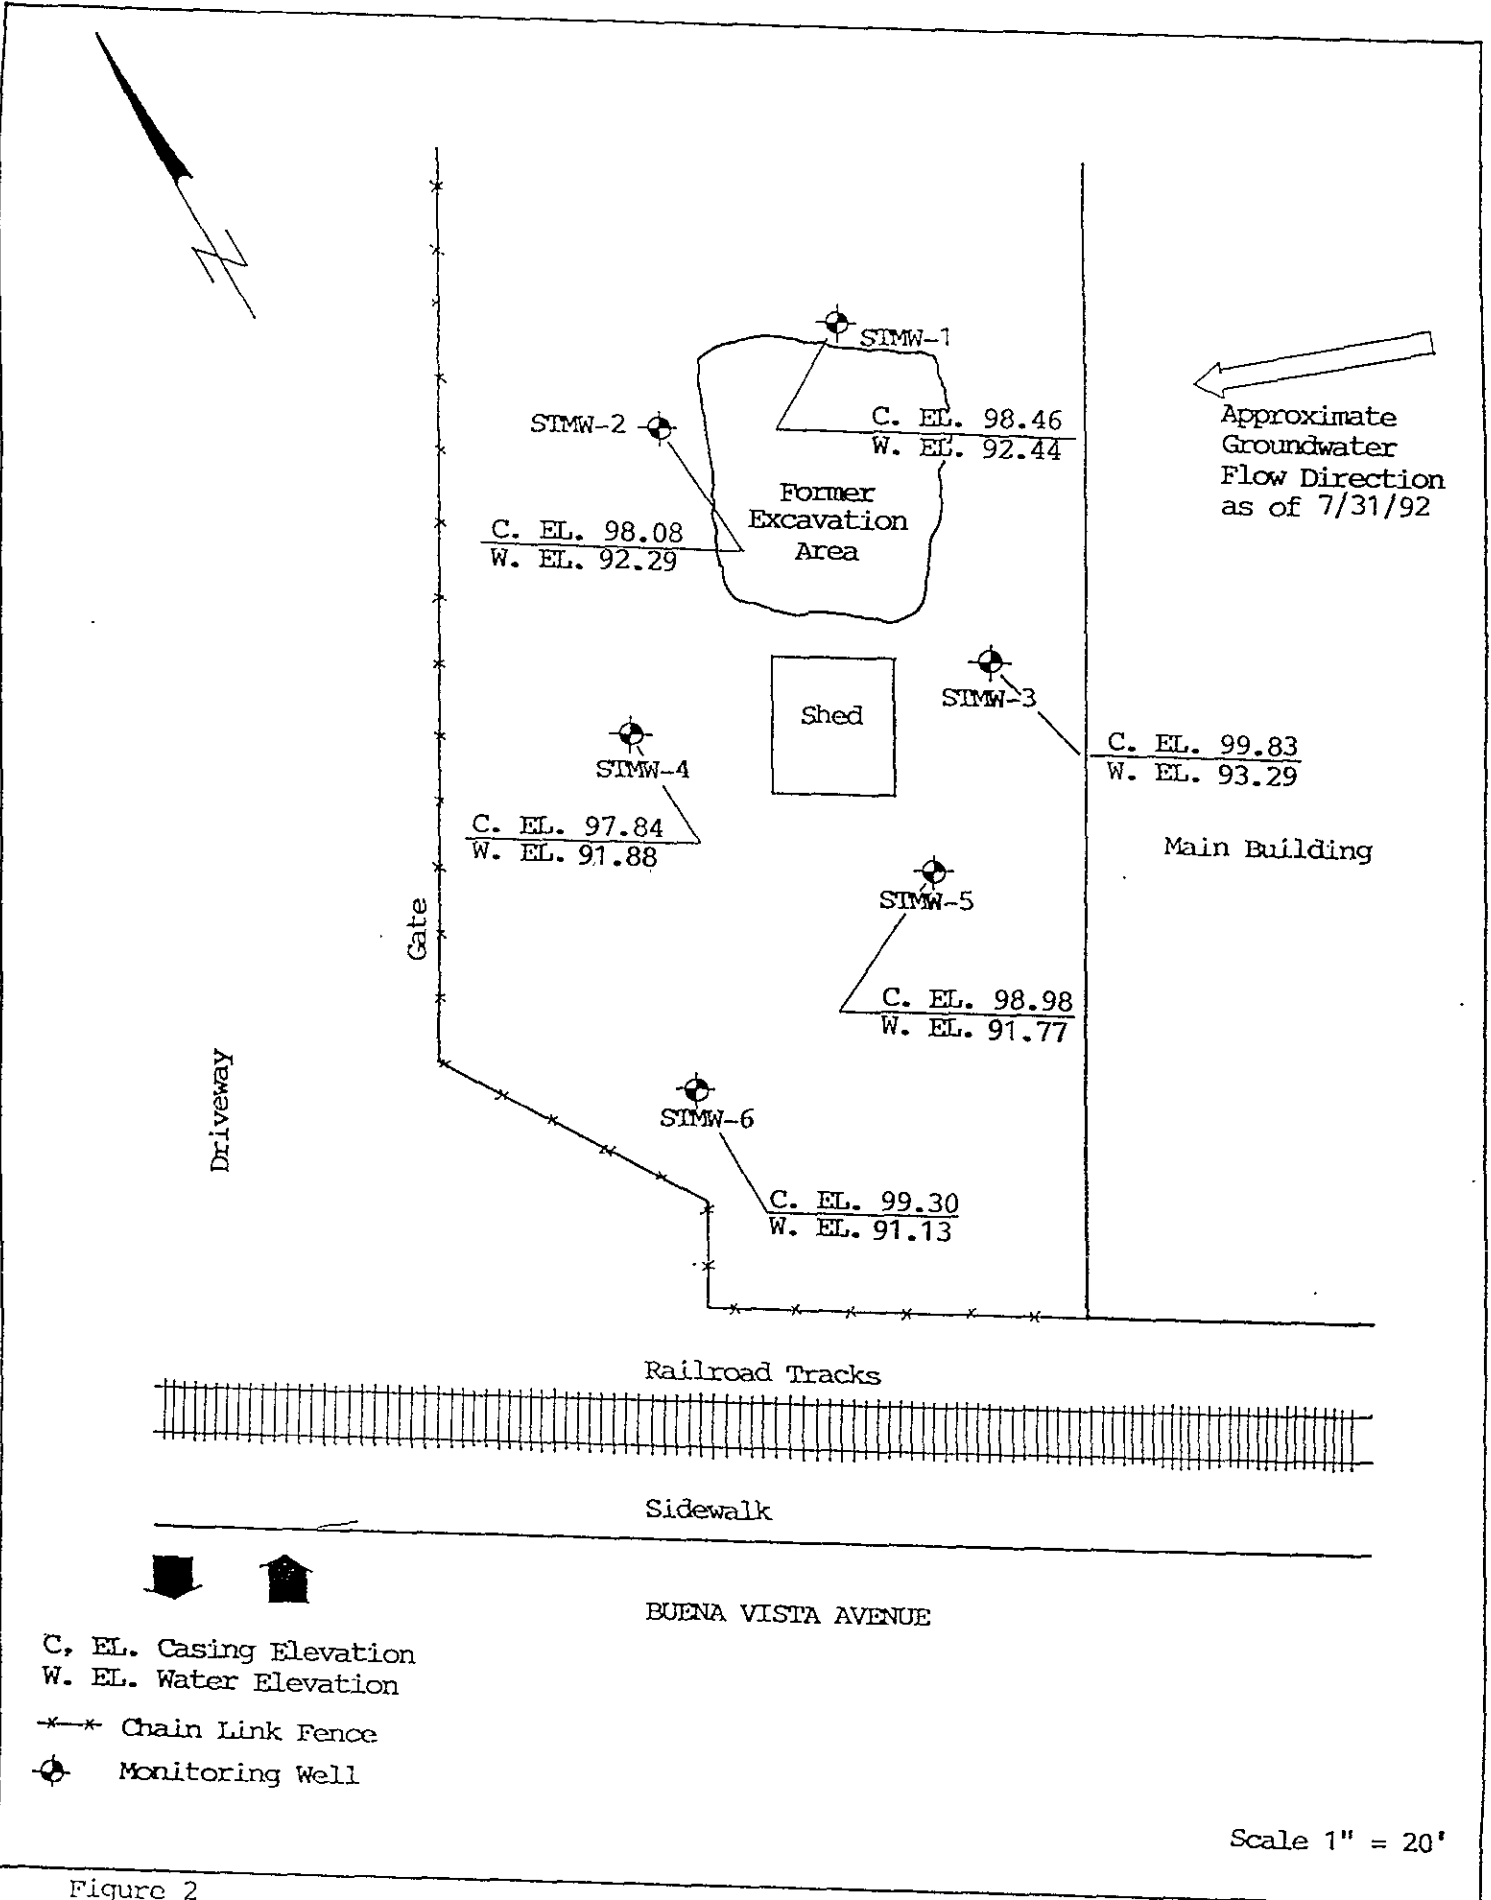 N
STMW-1
C. EL. 98.46
W. EL. 92.44
Approximate
Groundwater
Flow Direction
as of 7/31/92
STMW-2
Former
Excavation
Area
C. EL. 98.08
W. EL. 92.29
Shed
STMW-3
C. EL. 99.83
W. EL. 93.29
STMW-4
C. EL. 97.84
W. EL. 91.88
Main Building
STMW-5
Gate
C. EL. 98.98
W. EL. 91.77
Driveway
STMW-6
C. EL. 99.30
W. EL. 91.13
Railroad Tracks
Sidewalk
BUENA VISTA AVENUE
C, EL. Casing Elevation
W. EL. Water Elevation
Chain Link Fence
Monitoring Well
Scale 1" = 20'
Figure 2